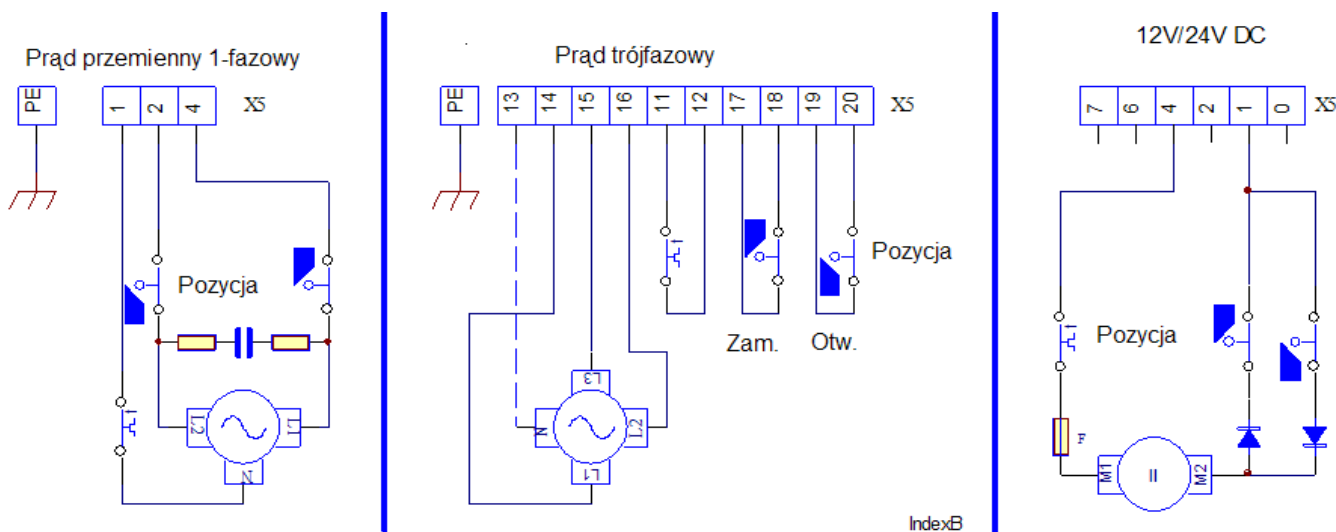 Prąd przemienny 1-fazowy
PE
1 2 4 X5
Pozycja
L2 L1
N
Prąd trójfazowy
PE
13 14 15 16 11 12 17 18 19 20 X5
Pozycja
Zam. Otw.
L3
N L2
L1
IndexB
12V/24V DC
7 6 4 2 1 0 X5
Pozycja
F
M1 II M2